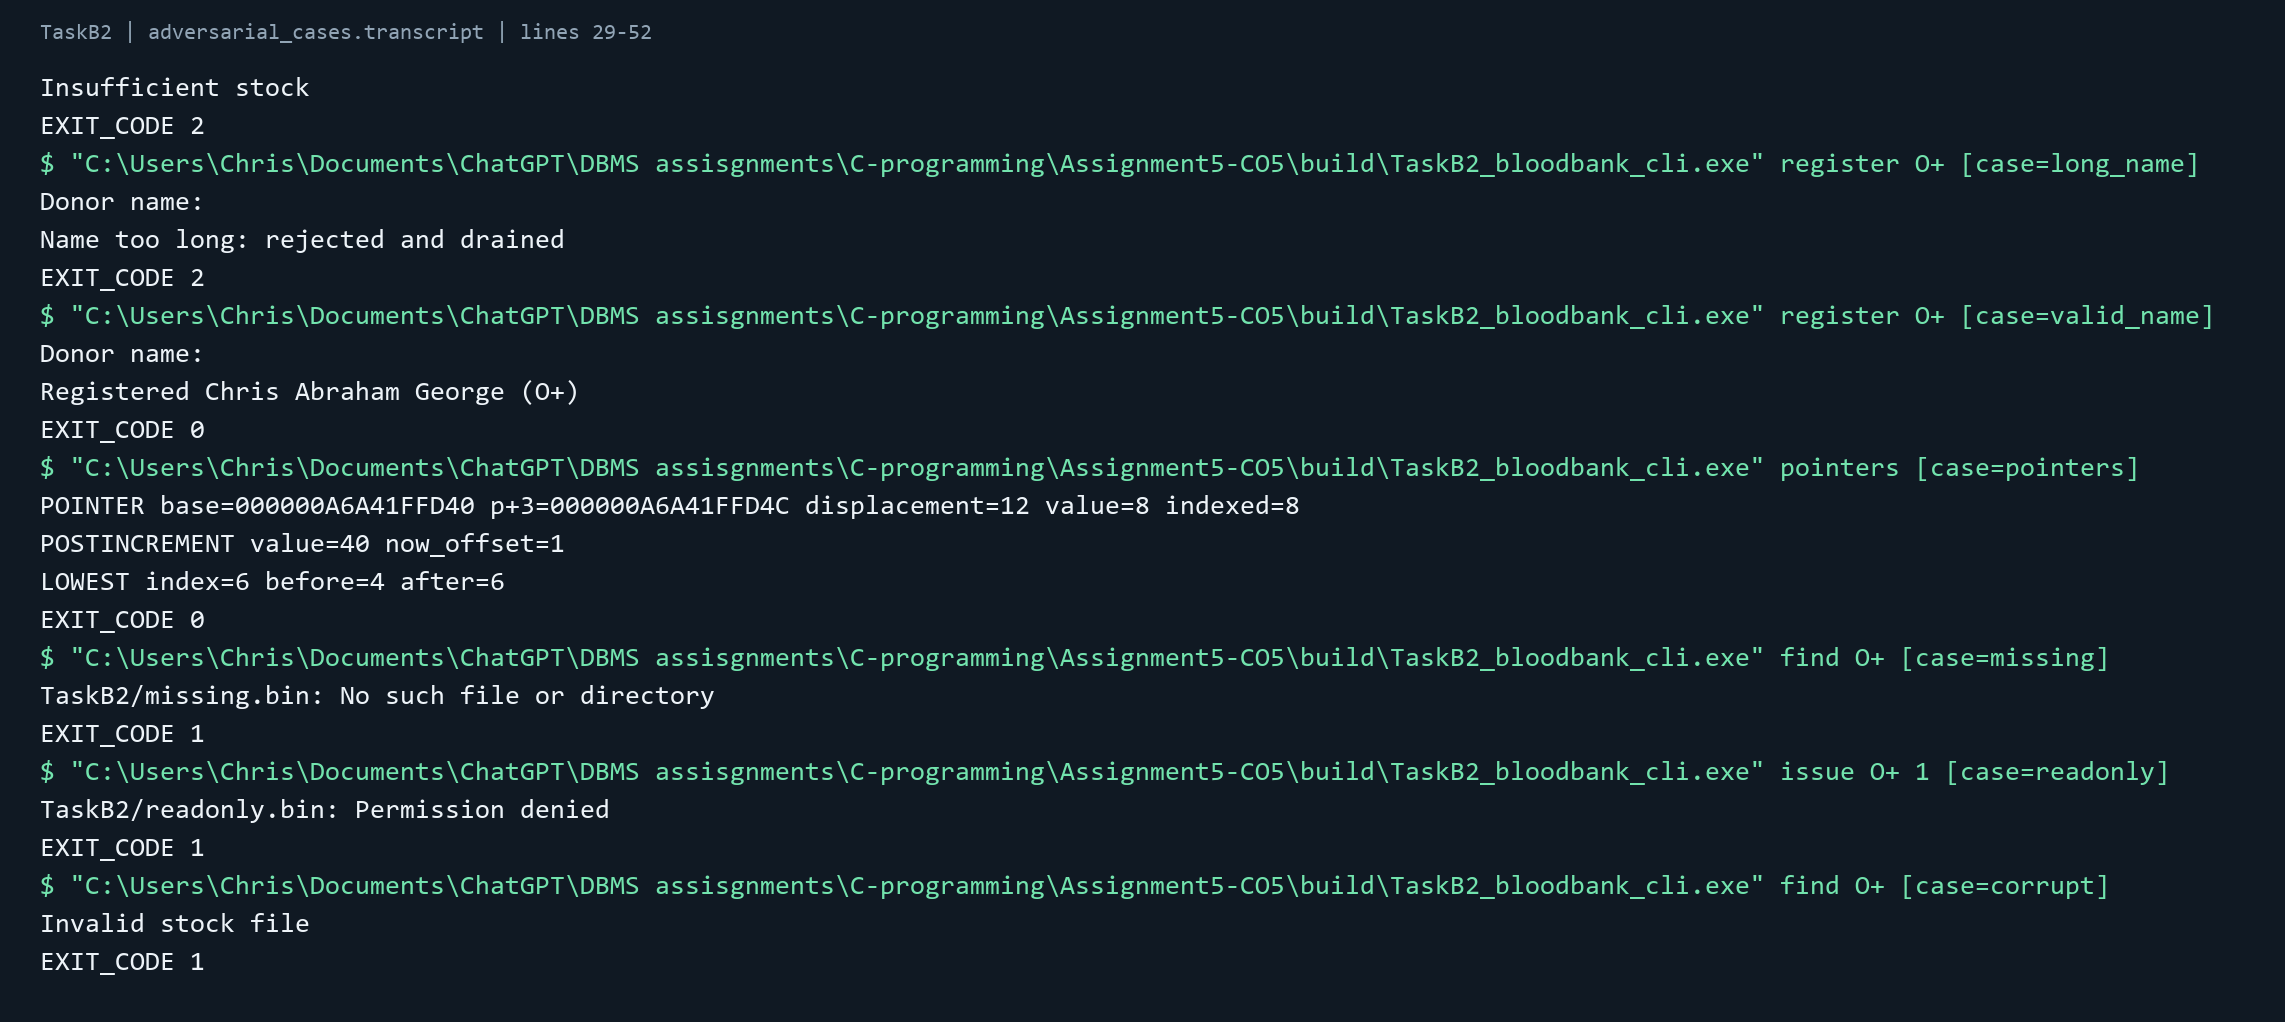 TaskB2 | adversarial_cases.transcript | lines 29-52
Insufficient stock
EXIT_CODE 2
$ "C:\Users\Chris\Documents\ChatGPT\DBMS assisgnments\C-programming\Assignment5-CO5\build\TaskB2_bloodbank_cli.exe" register O+ [case=long_name]
Donor name:
Name too long: rejected and drained
EXIT_CODE 2
$ "C:\Users\Chris\Documents\ChatGPT\DBMS assisgnments\C-programming\Assignment5-CO5\build\TaskB2_bloodbank_cli.exe" register O+ [case=valid_name]
Donor name:
Registered Chris Abraham George (O+)
EXIT_CODE 0
$ "C:\Users\Chris\Documents\ChatGPT\DBMS assisgnments\C-programming\Assignment5-CO5\build\TaskB2_bloodbank_cli.exe" pointers [case=pointers]
POINTER base=000000A6A41FFD40 p+3=000000A6A41FFD4C displacement=12 value=8 indexed=8
POSTINCREMENT value=40 now_offset=1
LOWEST index=6 before=4 after=6
EXIT_CODE 0
$ "C:\Users\Chris\Documents\ChatGPT\DBMS assisgnments\C-programming\Assignment5-CO5\build\TaskB2_bloodbank_cli.exe" find O+ [case=missing]
TaskB2/missing.bin: No such file or directory
EXIT_CODE 1
$ "C:\Users\Chris\Documents\ChatGPT\DBMS assisgnments\C-programming\Assignment5-CO5\build\TaskB2_bloodbank_cli.exe" issue O+ 1 [case=readonly]
TaskB2/readonly.bin: Permission denied
EXIT_CODE 1
$ "C:\Users\Chris\Documents\ChatGPT\DBMS assisgnments\C-programming\Assignment5-CO5\build\TaskB2_bloodbank_cli.exe" find O+ [case=corrupt]
Invalid stock file
EXIT_CODE 1